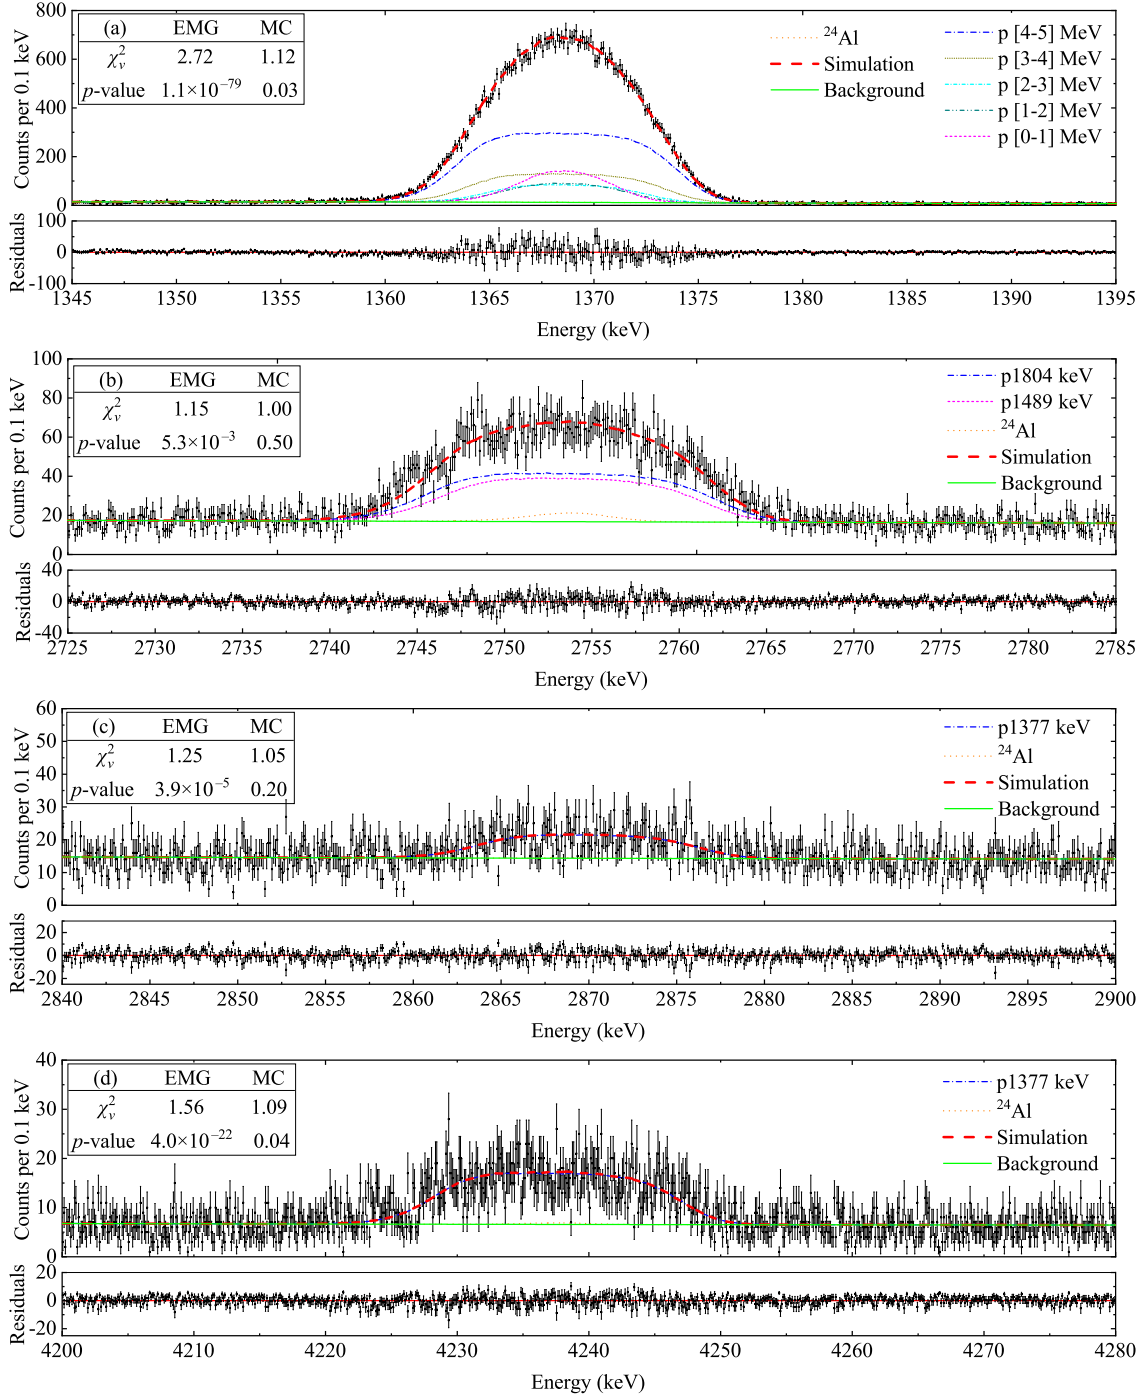 (a) EMG MC
χ²ᵥ 2.72 1.12
p-value 1.1×10⁻⁷⁹ 0.03
²⁴Al
Simulation
Background
p [4-5] MeV
p [3-4] MeV
p [2-3] MeV
p [1-2] MeV
p [0-1] MeV
Counts per 0.1 keV
800
600
400
200
0
Residuals
100
0
-100
1345 1350 1355 1360 1365 1370 1375 1380 1385 1390 1395
Energy (keV)
(b) EMG MC
χ²ᵥ 1.15 1.00
p-value 5.3×10⁻³ 0.50
p1804 keV
p1489 keV
²⁴Al
Simulation
Background
Counts per 0.1 keV
100
80
60
40
20
0
Residuals
40
0
-40
2725 2730 2735 2740 2745 2750 2755 2760 2765 2770 2775 2780 2785
Energy (keV)
(c) EMG MC
χ²ᵥ 1.25 1.05
p-value 3.9×10⁻⁵ 0.20
p1377 keV
²⁴Al
Simulation
Background
Counts per 0.1 keV
60
50
40
30
20
10
0
Residuals
20
0
-20
2840 2845 2850 2855 2860 2865 2870 2875 2880 2885 2890 2895 2900
Energy (keV)
(d) EMG MC
χ²ᵥ 1.56 1.09
p-value 4.0×10⁻²² 0.04
p1377 keV
²⁴Al
Simulation
Background
Counts per 0.1 keV
40
30
20
10
0
Residuals
20
0
-20
4200 4210 4220 4230 4240 4250 4260 4270 4280
Energy (keV)